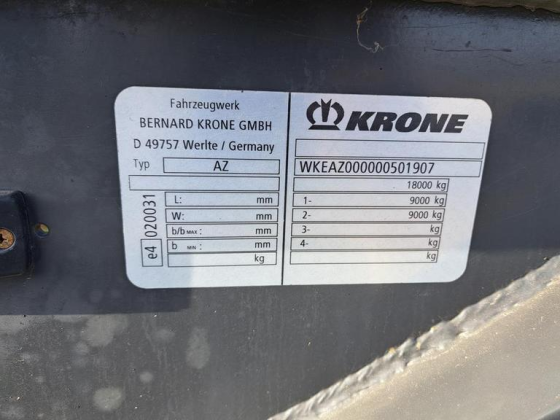 Fahrzeugwerk
BERNARD KRONE GMBH
D 49757 Werlte / Germany
Typ AZ
e4 020031
L: mm
W: mm
b/b MAX : mm
b MIN : mm
kg
KRONE
WKEAZ000000501907
18000 kg
1- 9000 kg
2- 9000 kg
3- kg
4- kg